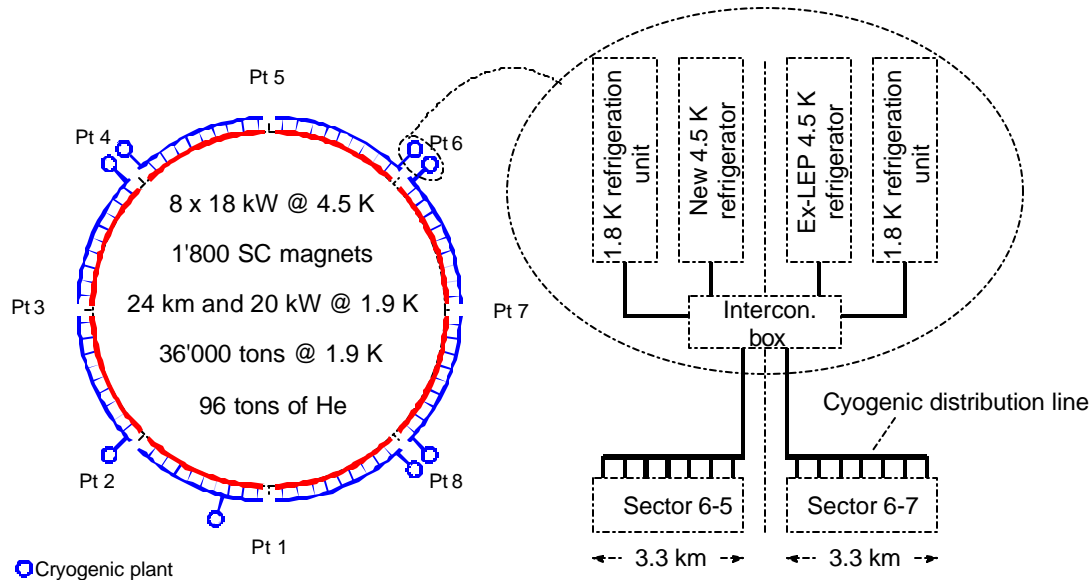 Pt 5
Pt 4
Pt 6
8 x 18 kW @ 4.5 K
1'800 SC magnets
Pt 3
24 km and 20 kW @ 1.9 K
Pt 7
36'000 tons @ 1.9 K
96 tons of He
Pt 2
Pt 8
Pt 1
Cryogenic plant
1.8 K refrigeration
unit
New 4.5 K
refrigerator
Ex-LEP 4.5 K
refrigerator
1.8 K refrigeration
unit
Intercon.
box
Cyogenic distribution line
Sector 6-5
Sector 6-7
3.3 km
3.3 km